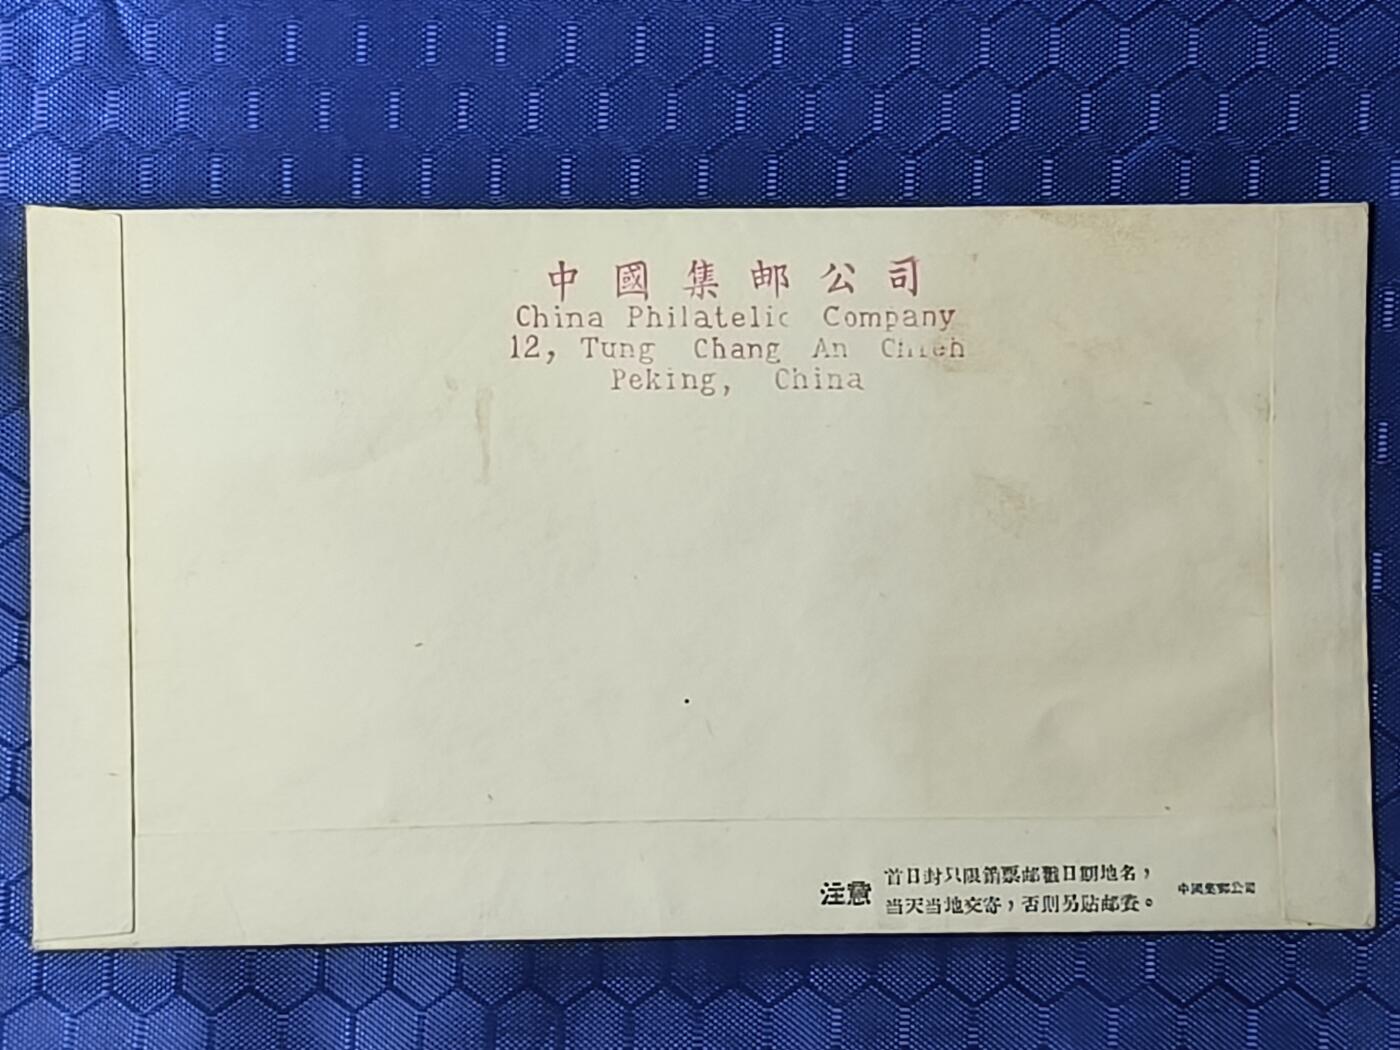 中國集邮公司
China Philatelic Company
12, Tung Chang An Chieh
Peking, China
注意
首日封只限銷票邮戳日期地名，
当天当地交寄，否則另貼邮费。
中國集郵公司